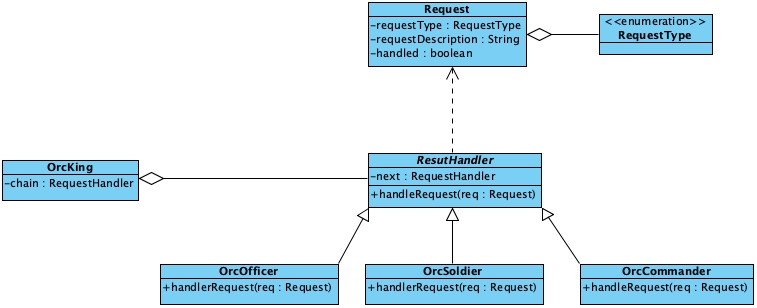 Request
-requestType : RequestType
-requestDescription : String
-handled : boolean
<<enumeration>>
RequestType
ResutHandler
-next : RequestHandler
+handleRequest(req : Request)
OrcKing
-chain : RequestHandler
OrcOfficer
+handlerRequest(req : Request)
OrcSoldier
+handlerRequest(req : Request)
OrcCommander
+handleRequest(req : Request)